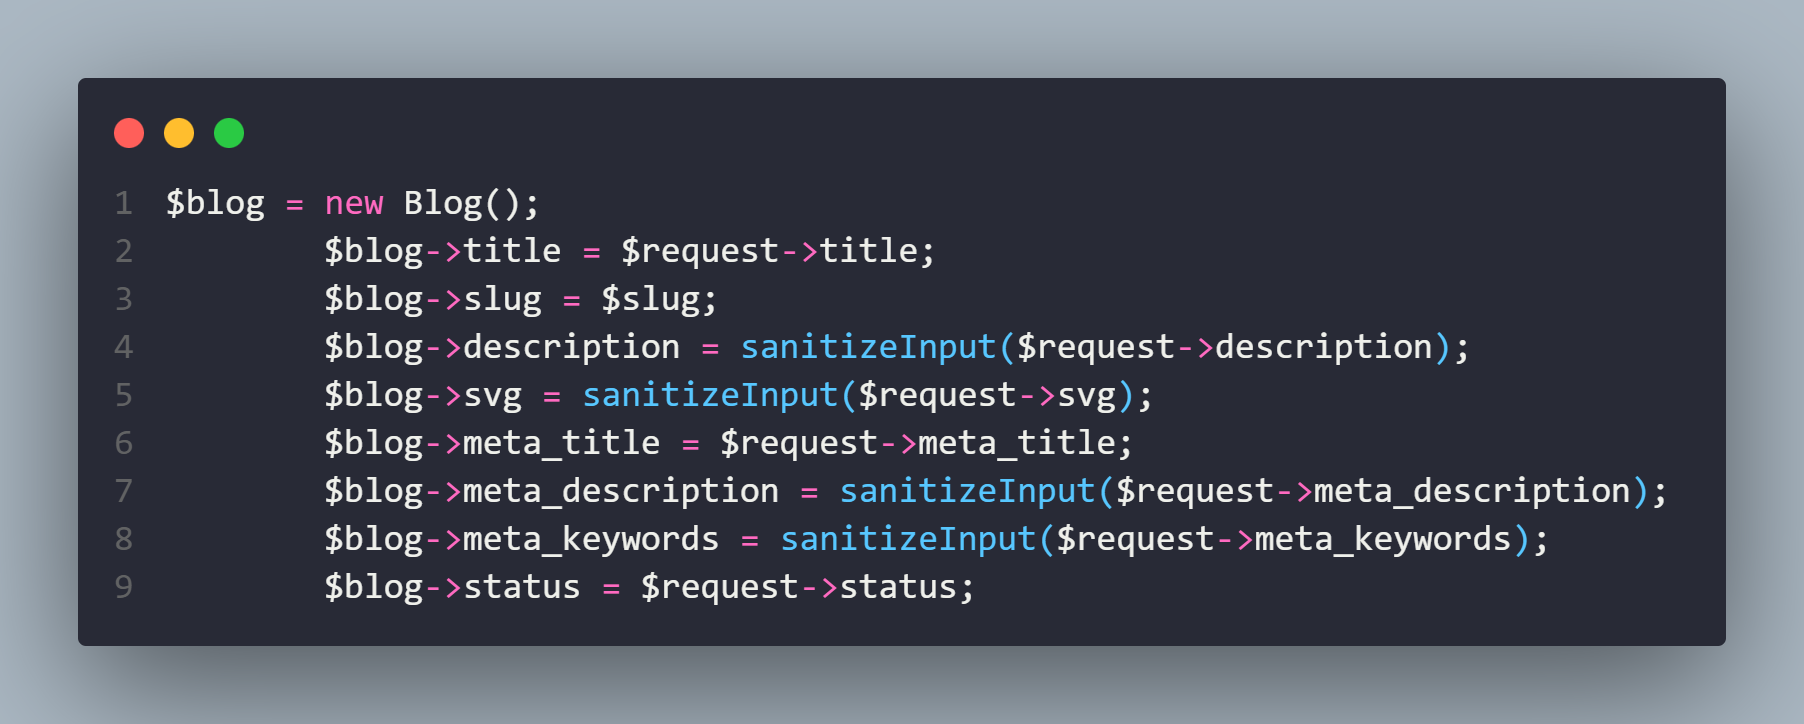 1 $blog = new Blog();
2 $blog->title = $request->title;
3 $blog->slug = $slug;
4 $blog->description = sanitizeInput($request->description);
5 $blog->svg = sanitizeInput($request->svg);
6 $blog->meta_title = $request->meta_title;
7 $blog->meta_description = sanitizeInput($request->meta_description);
8 $blog->meta_keywords = sanitizeInput($request->meta_keywords);
9 $blog->status = $request->status;